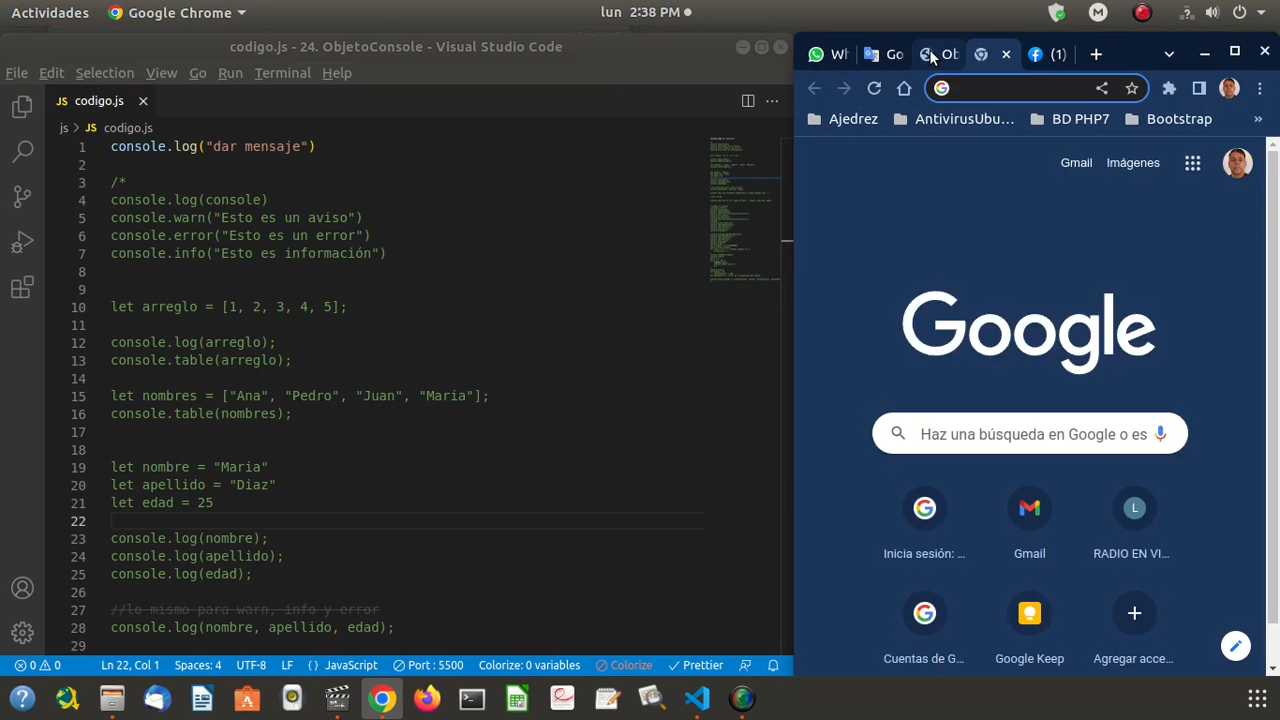 Actividades
Google Chrome
lun 2:38 PM
M
codigo.js - 24. ObjetoConsole - Visual Studio Code
File Edit Selection View Go Run Terminal Help
codigo.js
js > codigo.js
1 console.log("dar mensaje")
2
3 /*
4 console.log(console)
5 console.warn("Esto es un aviso")
6 console.error("Esto es un error")
7 console.info("Esto es información")
8
9
10 let arreglo = [1, 2, 3, 4, 5];
11
12 console.log(arreglo);
13 console.table(arreglo);
14
15 let nombres = ["Ana", "Pedro", "Juan", "Maria"];
16 console.table(nombres);
17
18
19 let nombre = "Maria"
20 let apellido = "Diaz"
21 let edad = 25
22
23 console.log(nombre);
24 console.log(apellido);
25 console.log(edad);
26
27 //lo mismo para warn, info y error
28 console.log(nombre, apellido, edad);
29
0 0
Ln 22, Col 1
Spaces: 4
UTF-8
LF
{ } JavaScript
Port : 5500
Colorize: 0 variables
Colorize
Prettier
Wh
Go
Ob
(1)
Ajedrez
AntivirusUbu...
BD PHP7
Bootstrap
»
Gmail
Imágenes
Google
Haz una búsqueda en Google o es
L
Inicia sesión: ...
Gmail
RADIO EN VI...
Cuentas de G...
Google Keep
Agregar acce...